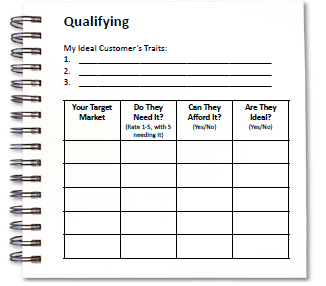 Qualifying
My Ideal Customer's Traits:
1.
2.
3.
Your Target Do They Can They Are They
Market Need It? Afford It? Ideal?
(Rate 1-5, with 5 (Yes/No) (Yes/No)
needing it)